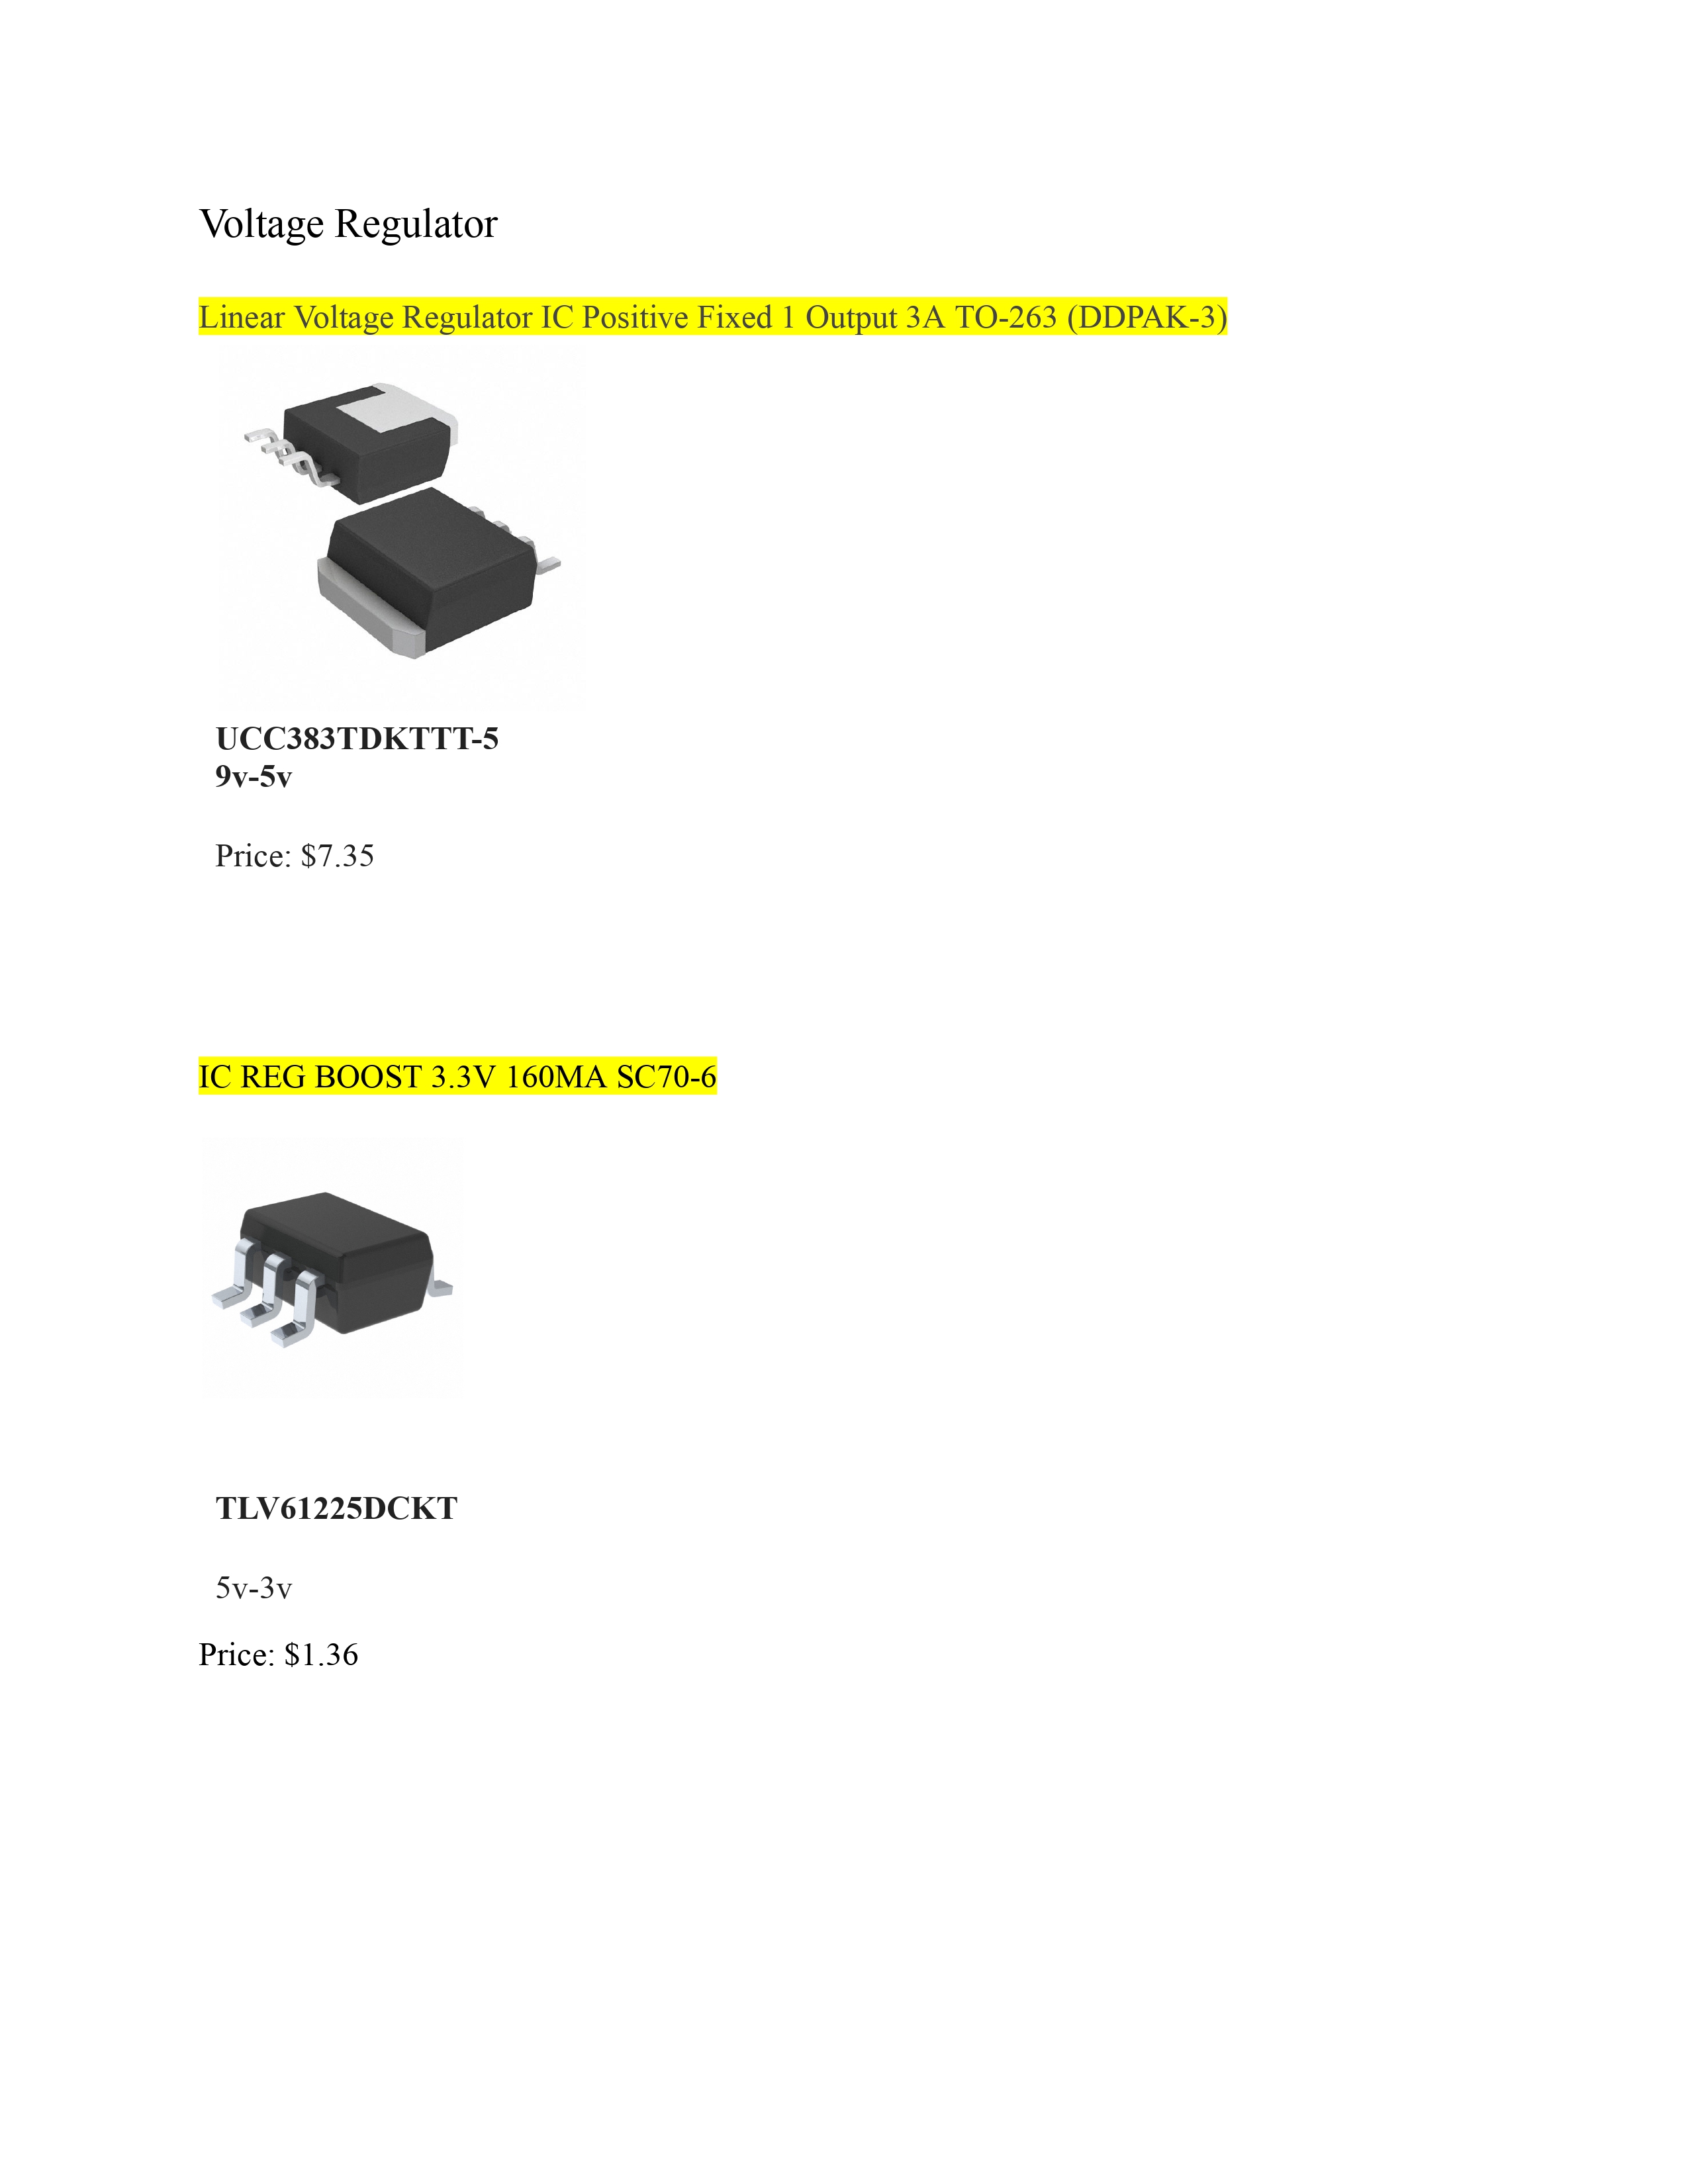 Voltage Regulator
Linear Voltage Regulator IC Positive Fixed 1 Output 3A TO-263 (DDPAK-3)
UCC383TDKTTT-5
9v-5v
Price: $7.35
IC REG BOOST 3.3V 160MA SC70-6
TLV61225DCKT
5v-3v
Price: $1.36